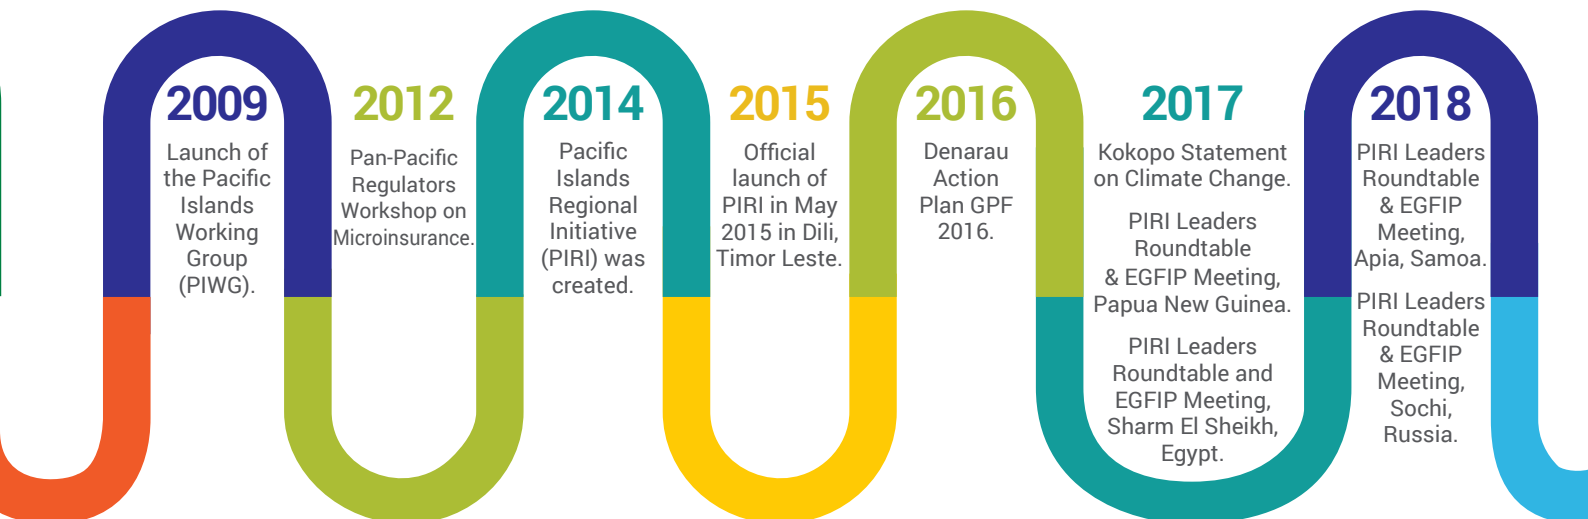 2009
Launch of
the Pacific
Islands
Working
Group
(PIWG).
2012
Pan-Pacific
Regulators
Workshop on
Microinsurance.
2014
Pacific
Islands
Regional
Initiative
(PIRI) was
created.
2015
Official
launch of
PIRI in May
2015 in Dili,
Timor Leste.
2016
Denarau
Action
Plan GPF
2016.
2017
Kokopo Statement
on Climate Change.
PIRI Leaders
Roundtable
& EGFIP Meeting,
Papua New Guinea.
PIRI Leaders
Roundtable and
EGFIP Meeting,
Sharm El Sheikh,
Egypt.
2018
PIRI Leaders
Roundtable
& EGFIP
Meeting,
Apia, Samoa.
PIRI Leaders
Roundtable
& EGFIP
Meeting,
Sochi,
Russia.